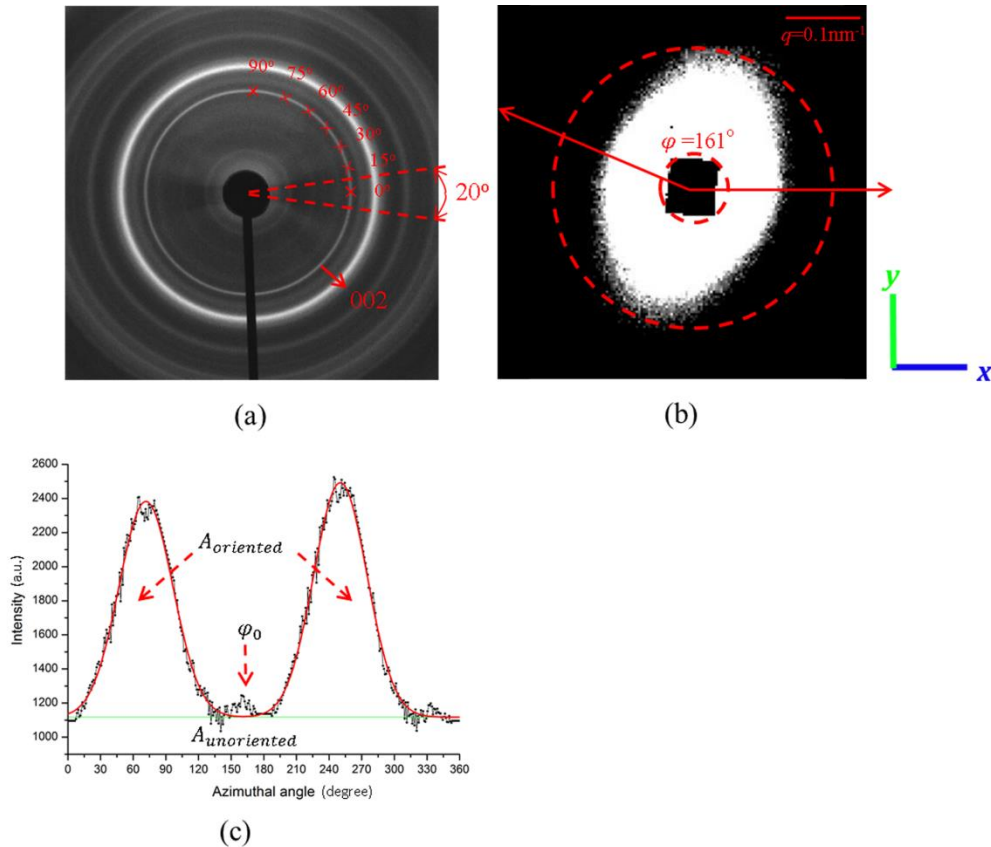 90°
75°
60°
45°
30°
15°
0°
20°
002
(a)
q=0.1nm⁻¹
φ=161°
y
x
(b)
2600
2400
2200
2000
1800
1600
1400
1200
1000
Intensity (a.u.)
A_oriented
φ₀
A_unoriented
0 30 60 90 120 150 180 210 240 270 300 330 360
Azimuthal angle (degree)
(c)